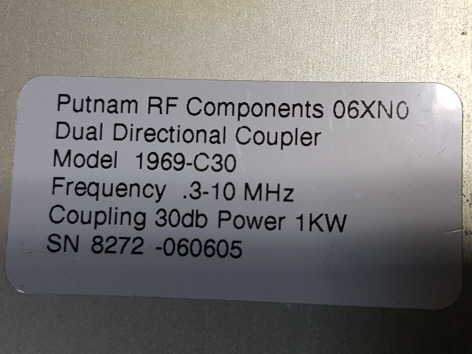 Putnam RF Components 06XN0
Dual Directional Coupler
Model 1969-C30
Frequency .3-10 MHz
Coupling 30db Power 1KW
SN 8272 -060605